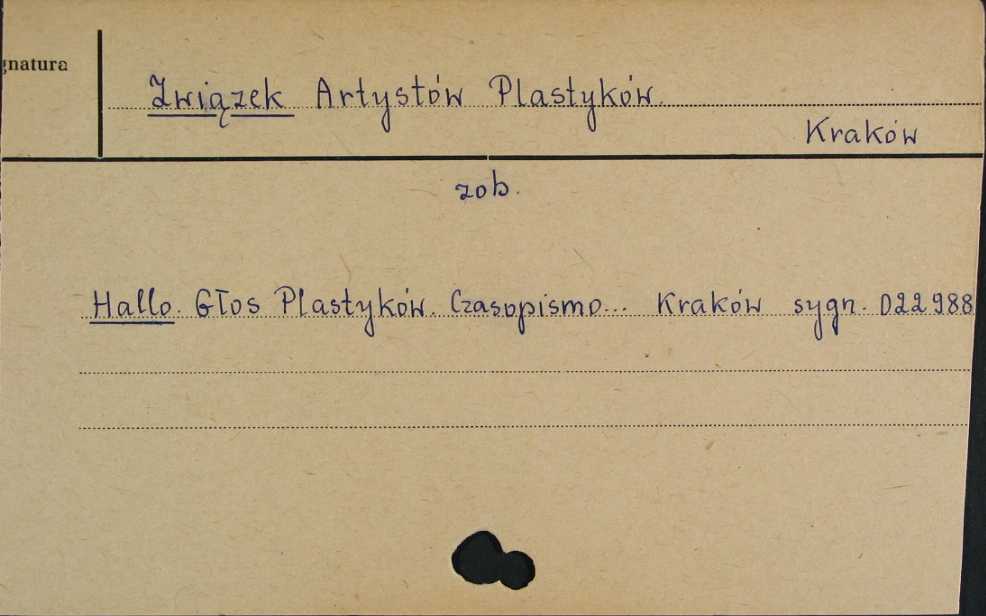 gnatura
Związek Artystów Plastyków.
Kraków
zob.
Hallo. Głos Plastyków. Czasopismo... Kraków sygn. 022988